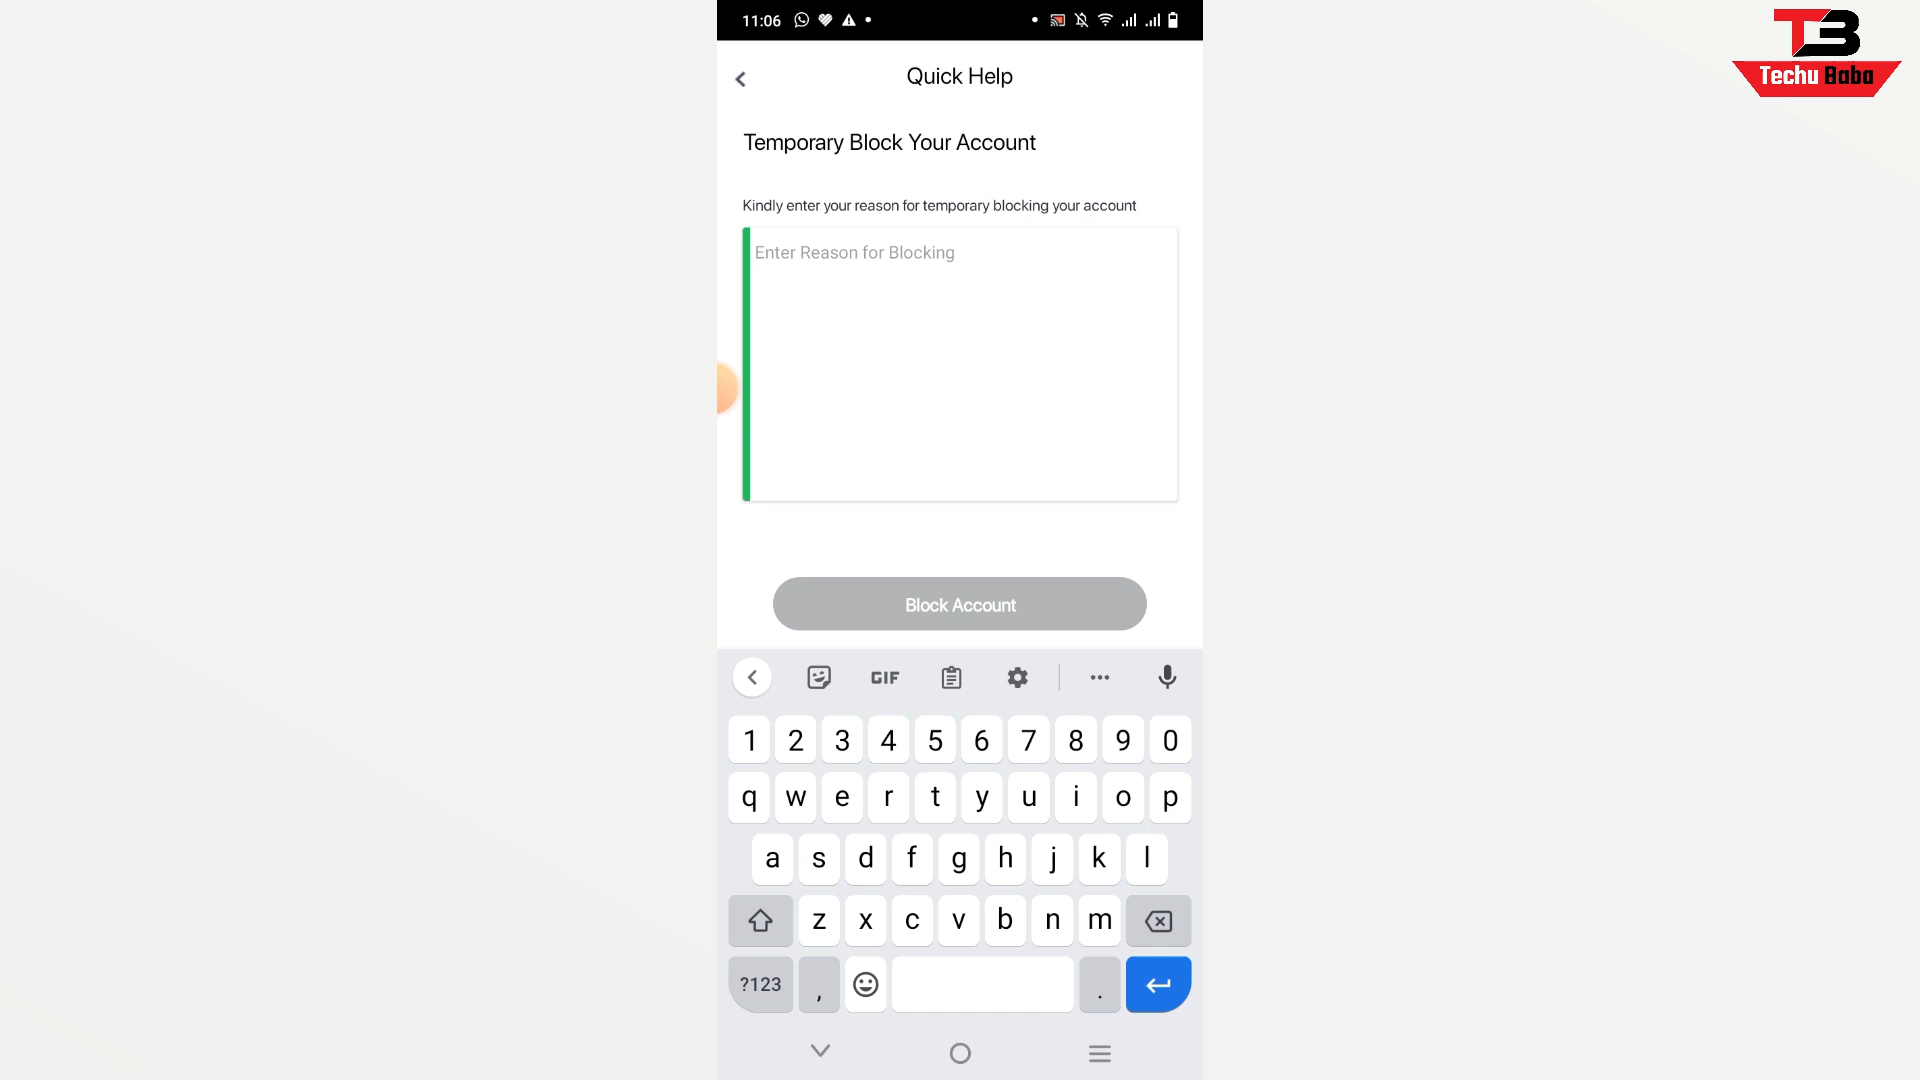 11:06
TB
Techu Baba
Quick Help
Temporary Block Your Account
Kindly enter your reason for temporary blocking your account
Enter Reason for Blocking
Block Account
GIF
1 2 3 4 5 6 7 8 9 0
q w e r t y u i o p
a s d f g h j k l
z x c v b n m
?123 , .